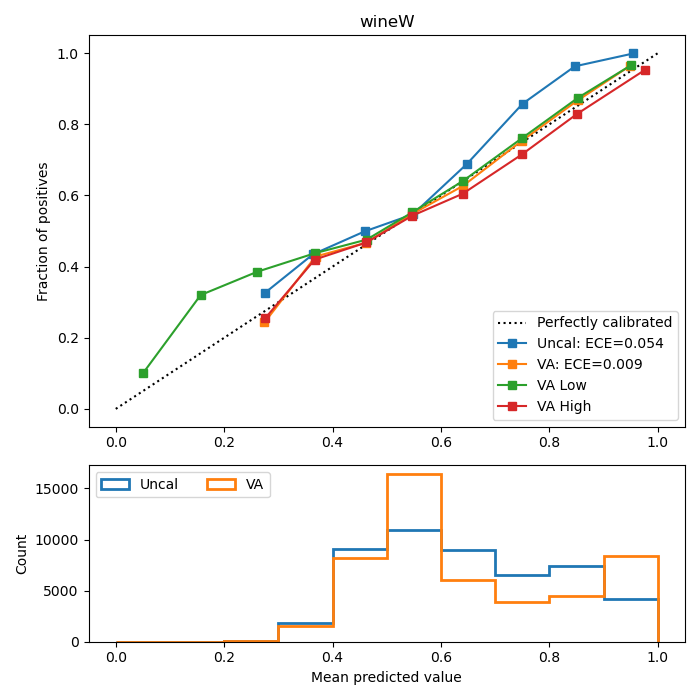 wineW
1.0
0.8
0.6
0.4
0.2
0.0
Fraction of positives
Perfectly calibrated
Uncal: ECE=0.054
VA: ECE=0.009
VA Low
VA High
0.0 0.2 0.4 0.6 0.8 1.0
Uncal VA
15000
10000
5000
0
Count
0.0 0.2 0.4 0.6 0.8 1.0
Mean predicted value